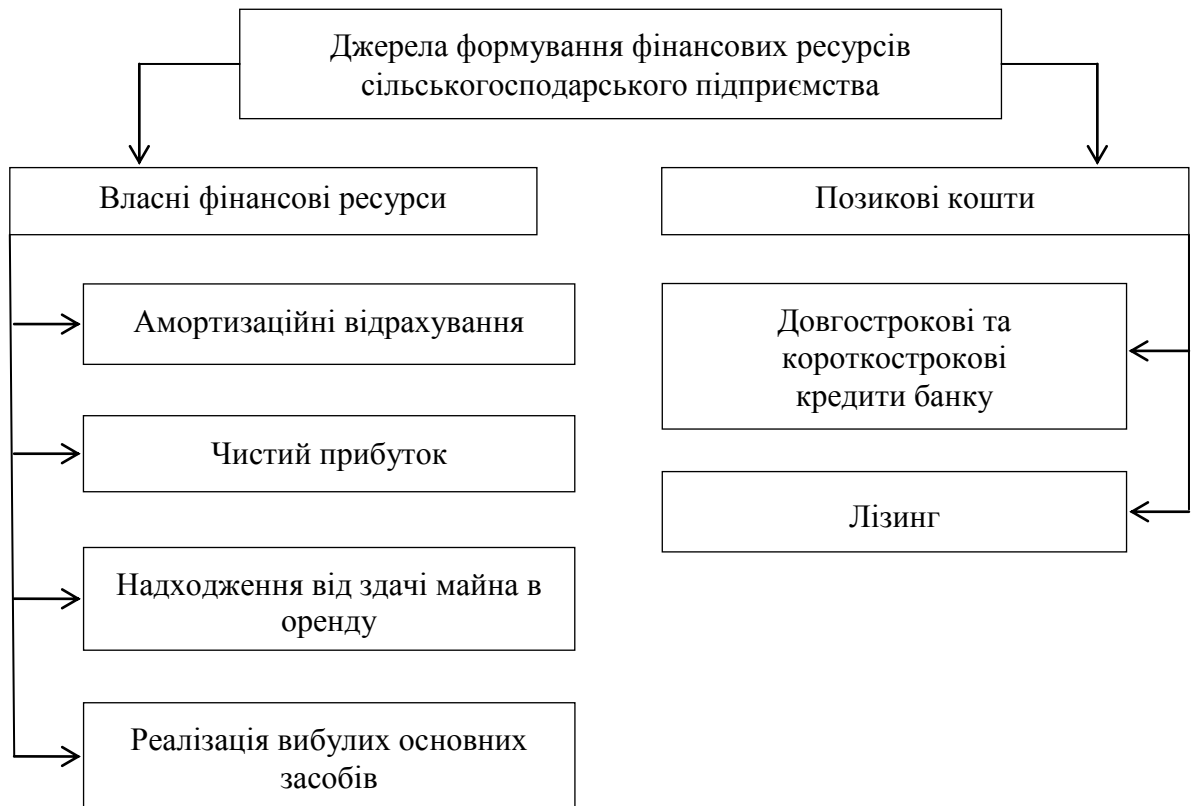 Джерела формування фінансових ресурсів
сільськогосподарського підприємства
Власні фінансові ресурси
Позикові кошти
Амортизаційні відрахування
Чистий прибуток
Надходження від здачі майна в
оренду
Реалізація вибулих основних
засобів
Довгострокові та
короткострокові
кредити банку
Лізинг